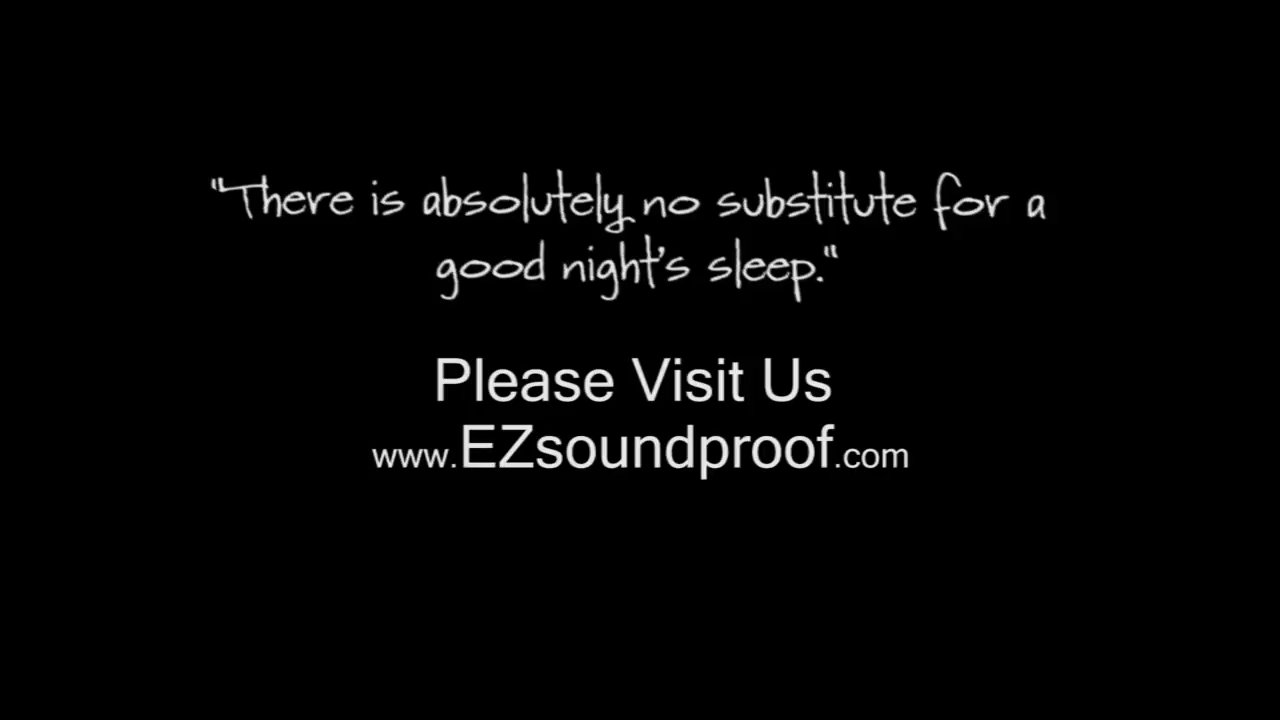 "There is absolutely no substitute for a
good night's sleep."
Please Visit Us
www.EZsoundproof.com